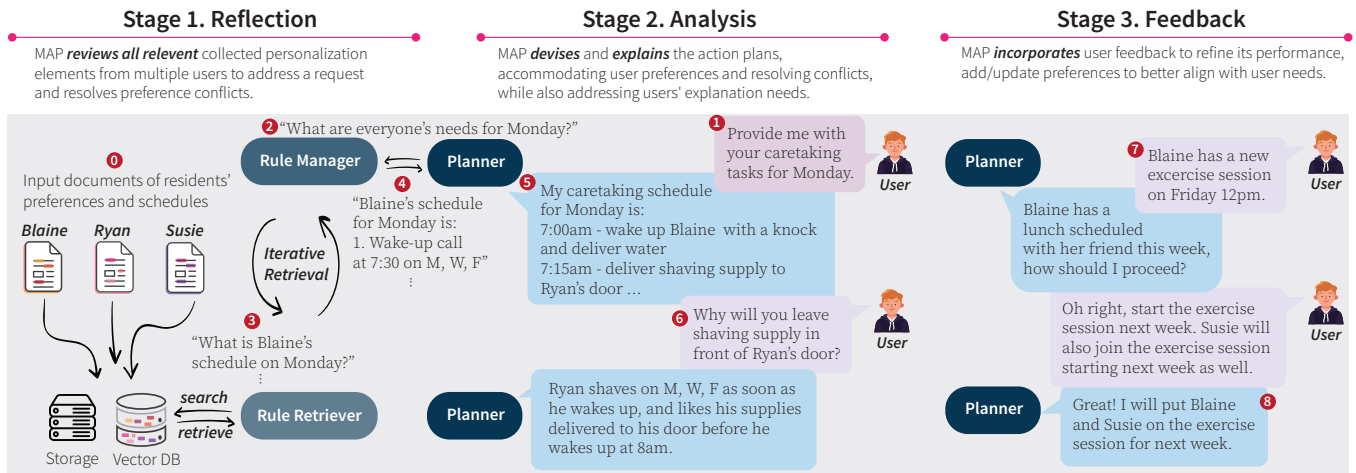 Stage 1. Reflection
MAP reviews all relevent collected personalization
elements from multiple users to address a request
and resolves preference conflicts.
Stage 2. Analysis
MAP devises and explains the action plans,
accommodating user preferences and resolving conflicts,
while also addressing users' explanation needs.
Stage 3. Feedback
MAP incorporates user feedback to refine its performance,
add/update preferences to better align with user needs.
0
Input documents of residents'
preferences and schedules
Blaine
Ryan
Susie
Storage
Vector DB
search
retrieve
2
“What are everyone's needs for Monday?”
Rule Manager
Planner
4
“Blaine's schedule
for Monday is:
1. Wake-up call
at 7:30 on M, W, F”
⋮
Iterative
Retrieval
3
“What is Blaine's
schedule on Monday?”
⋮
Rule Retriever
1
Provide me with
your caretaking
tasks for Monday.
User
5
My caretaking schedule
for Monday is:
7:00am - wake up Blaine with a knock
and deliver water
7:15am - deliver shaving supply to
Ryan's door ...
6
Why will you leave
shaving supply in
front of Ryan's door?
User
Planner
Ryan shaves on M, W, F as soon as
he wakes up, and likes his supplies
delivered to his door before he
wakes up at 8am.
Planner
7
Blaine has a new
excercise session
on Friday 12pm.
User
Blaine has a
lunch scheduled
with her friend this week,
how should I proceed?
Oh right, start the exercise
session next week. Susie will
also join the exercise session
starting next week as well.
User
Planner
8
Great! I will put Blaine
and Susie on the exercise
session for next week.